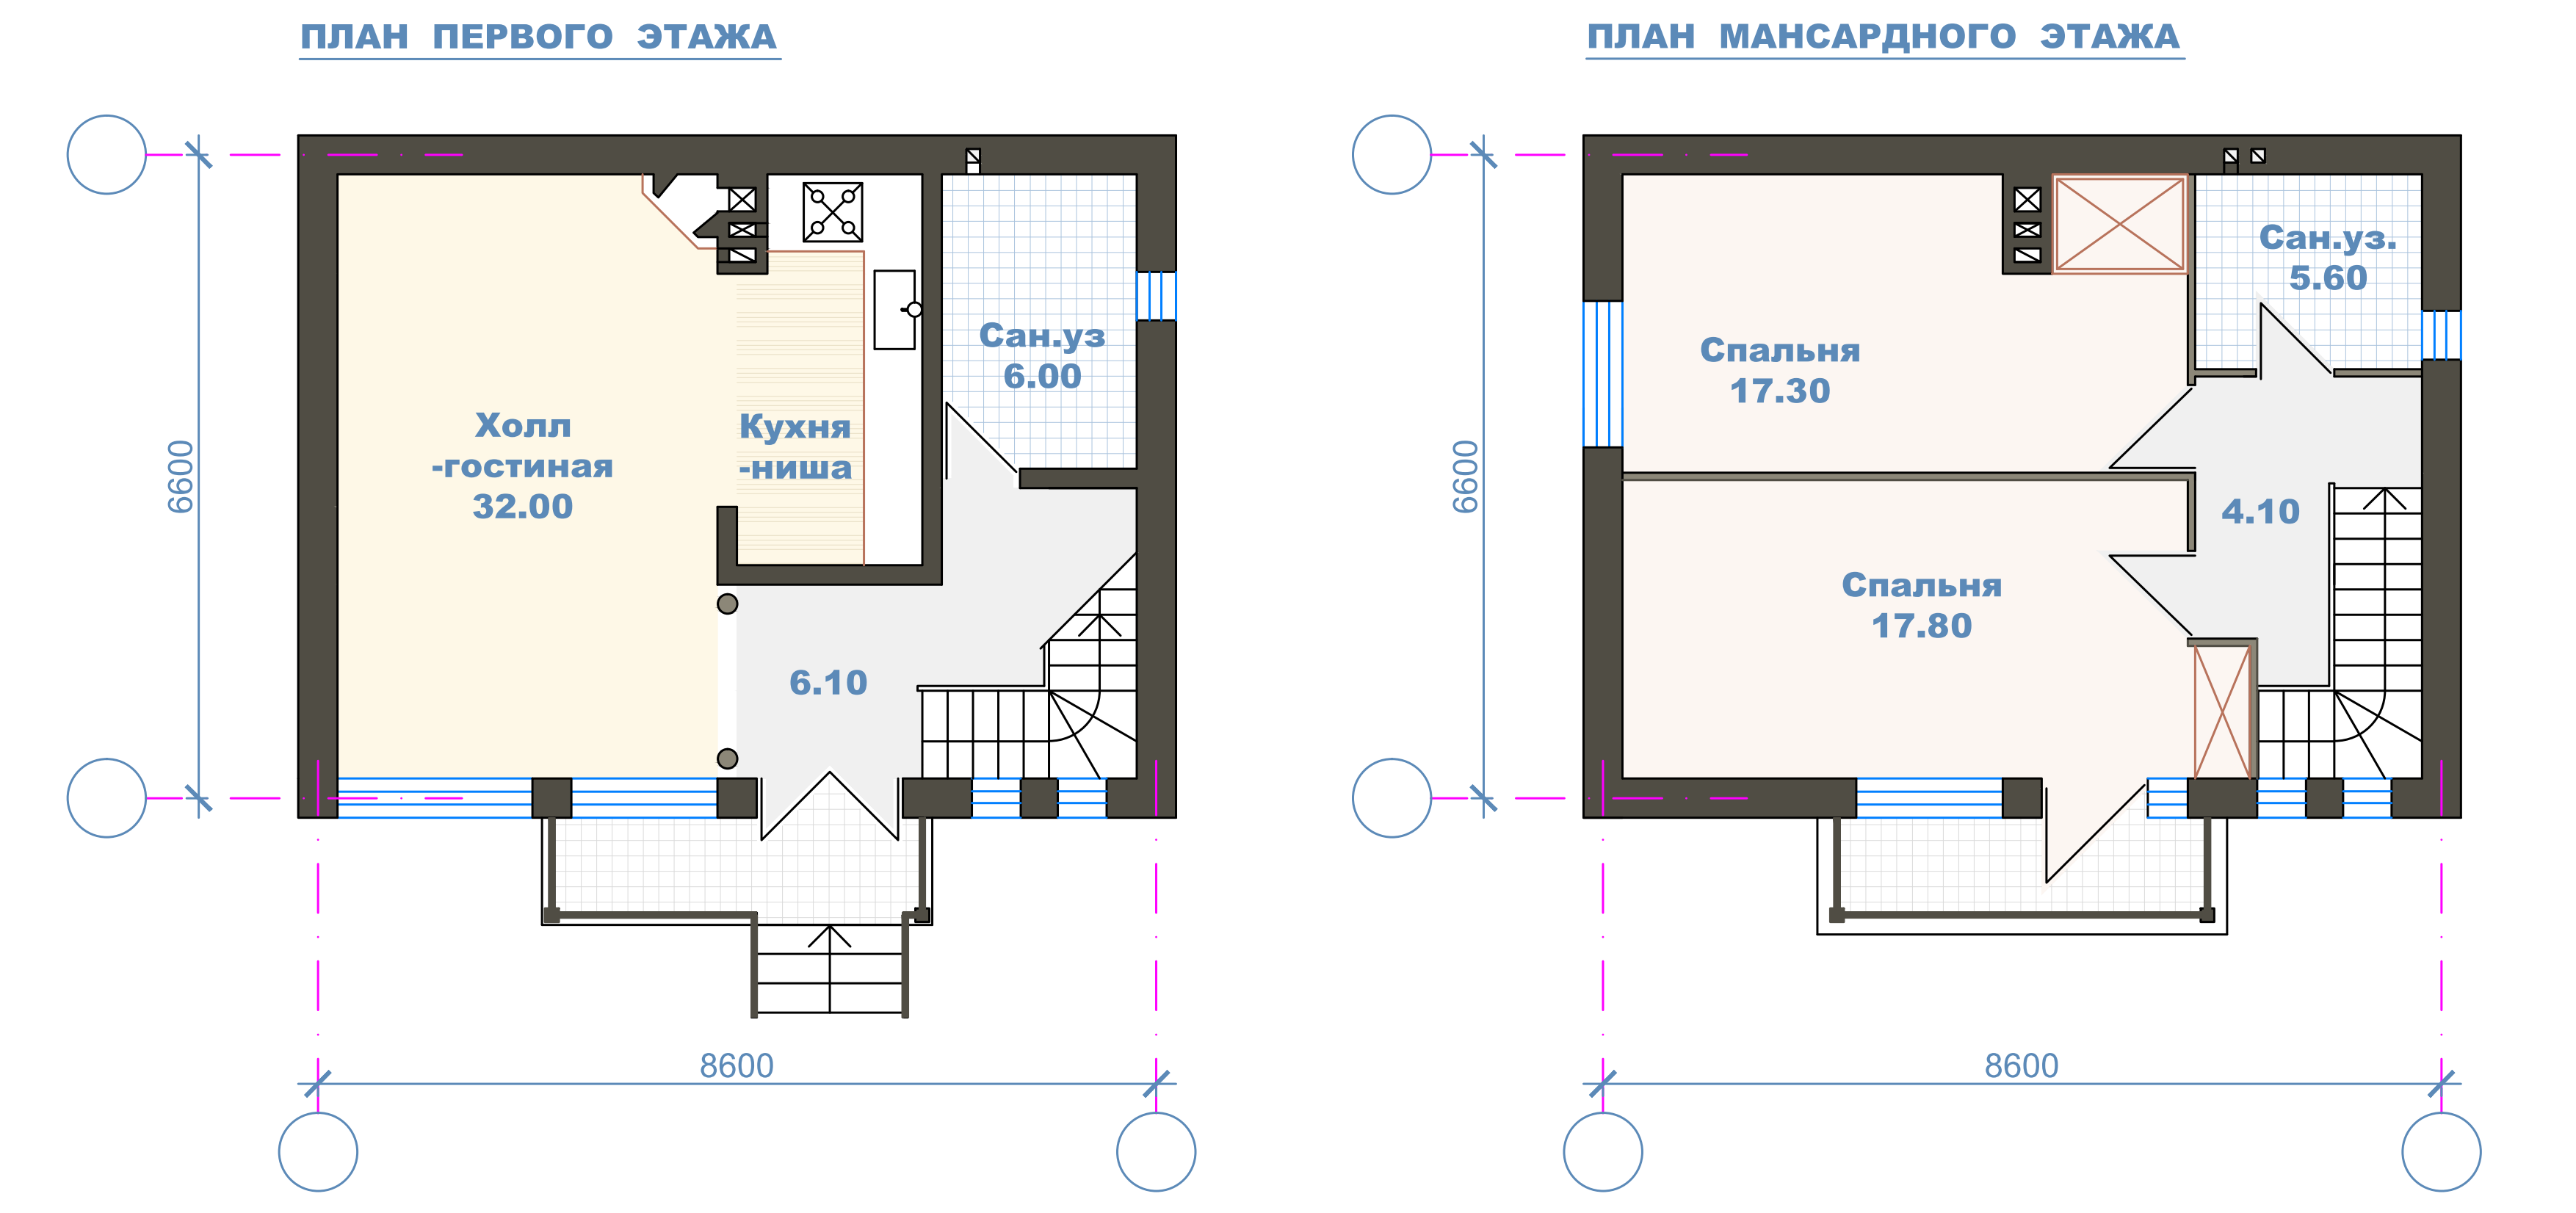 ПЛАН ПЕРВОГО ЭТАЖА
6600
Холл
-гостиная
32.00
Кухня
-ниша
Сан.уз
6.00
6.10
8600
ПЛАН МАНСАРДНОГО ЭТАЖА
6600
Спальня
17.30
Сан.уз.
5.60
4.10
Спальня
17.80
8600